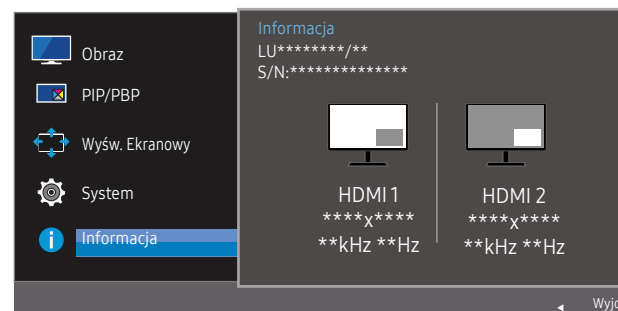 Obraz
PIP/PBP
Wyśw. Ekranowy
System
Informacja
Informacja
LU********/**
S/N:**************
HDMI 1
****x****
**kHz **Hz
HDMI 2
****x****
**kHz **Hz